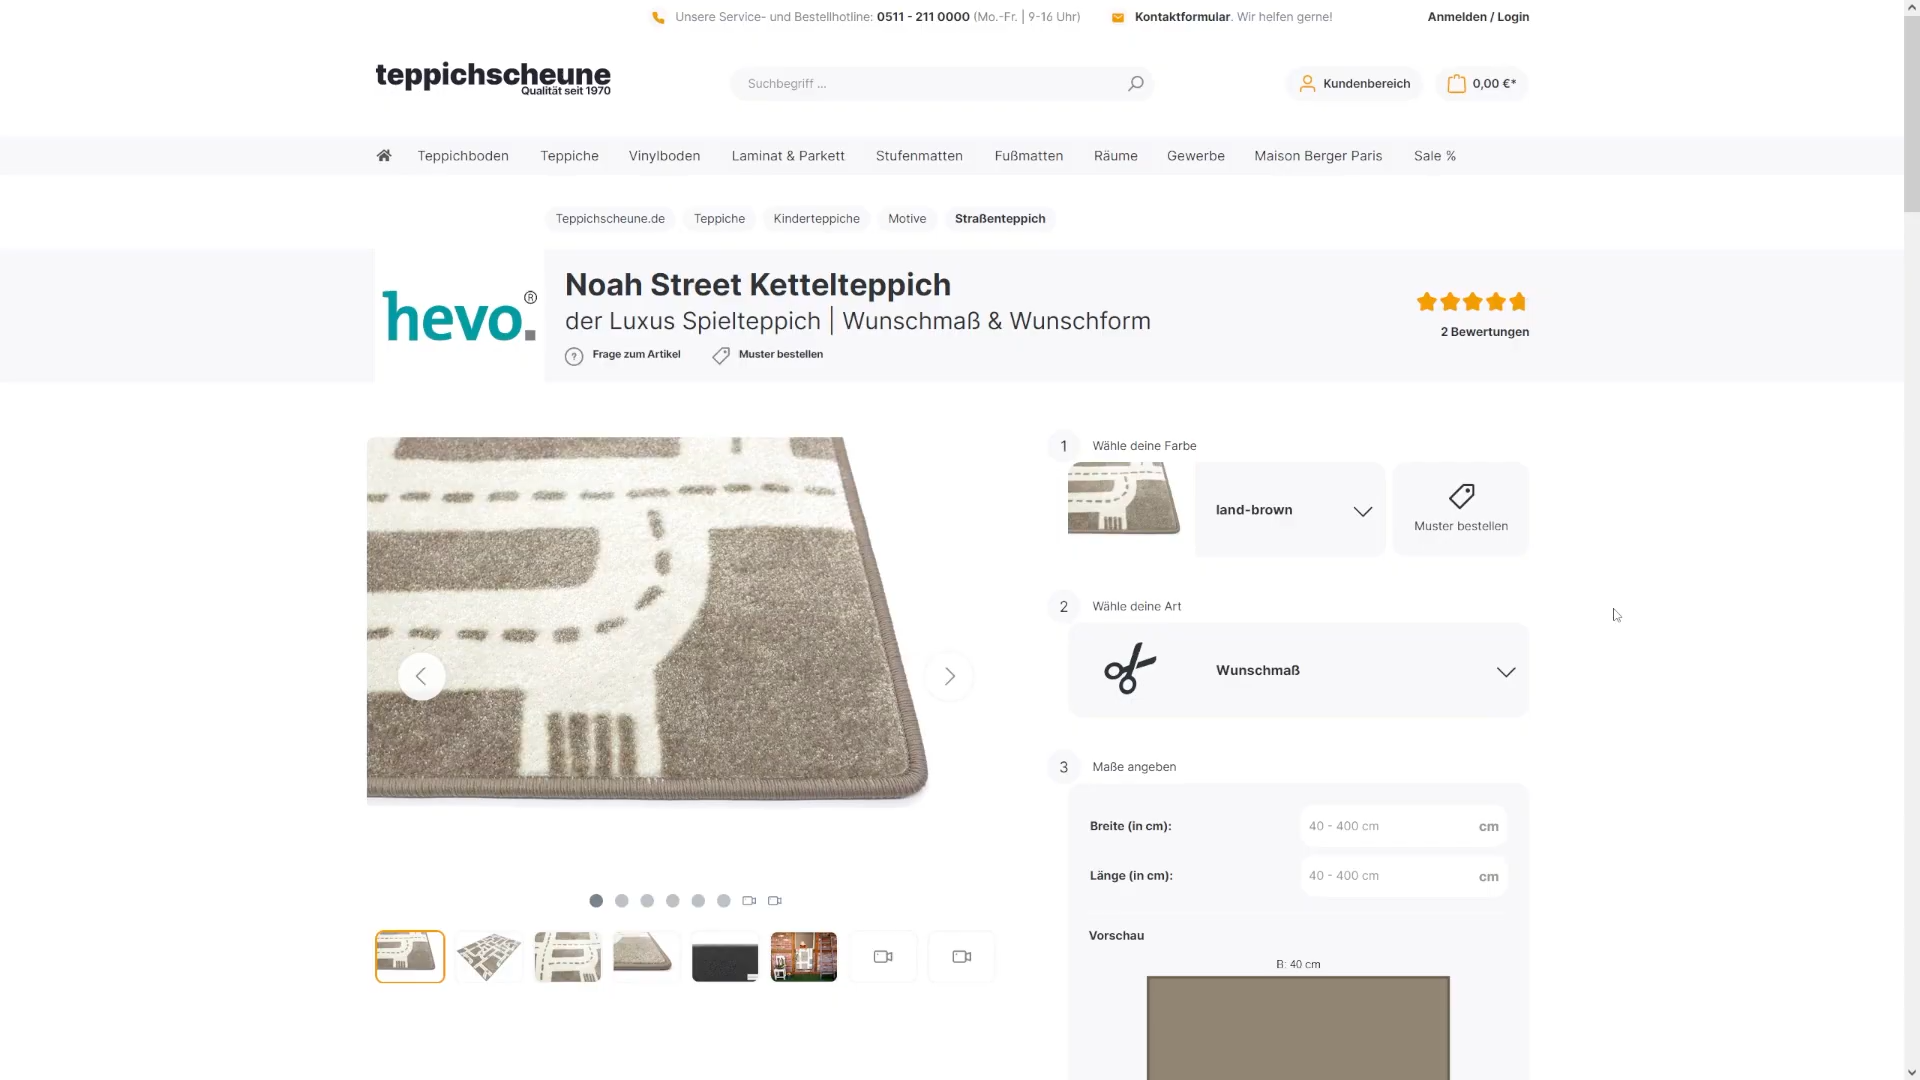 Unsere Service- und Bestellhotline: 0511 - 211 0000 (Mo.-Fr. | 9-16 Uhr)
Kontaktformular. Wir helfen gerne!
Anmelden / Login
teppichscheune
Qualität seit 1970
Suchbegriff ...
Kundenbereich
0,00 €*
Teppichboden
Teppiche
Vinylboden
Laminat & Parkett
Stufenmatten
Fußmatten
Räume
Gewerbe
Maison Berger Paris
Sale %
Teppichscheune.de
Teppiche
Kinderteppiche
Motive
Straßenteppich
hevo.®
Noah Street Kettelteppich
der Luxus Spielteppich | Wunschmaß & Wunschform
? Frage zum Artikel
Muster bestellen
2 Bewertungen
1 Wähle deine Farbe
land-brown
Muster bestellen
2 Wähle deine Art
Wunschmaß
3 Maße angeben
Breite (in cm):
40 - 400 cm
cm
Länge (in cm):
40 - 400 cm
cm
Vorschau
B: 40 cm